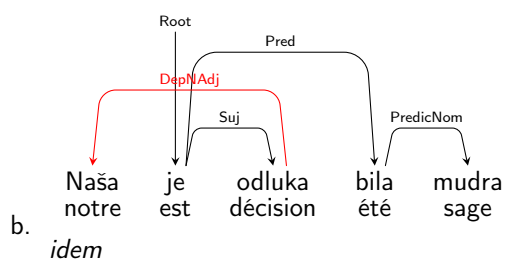 Root
Pred
DepNAdj
Suj
PredicNom
Naša je odluka bila mudra
notre est décision été sage
b.
idem